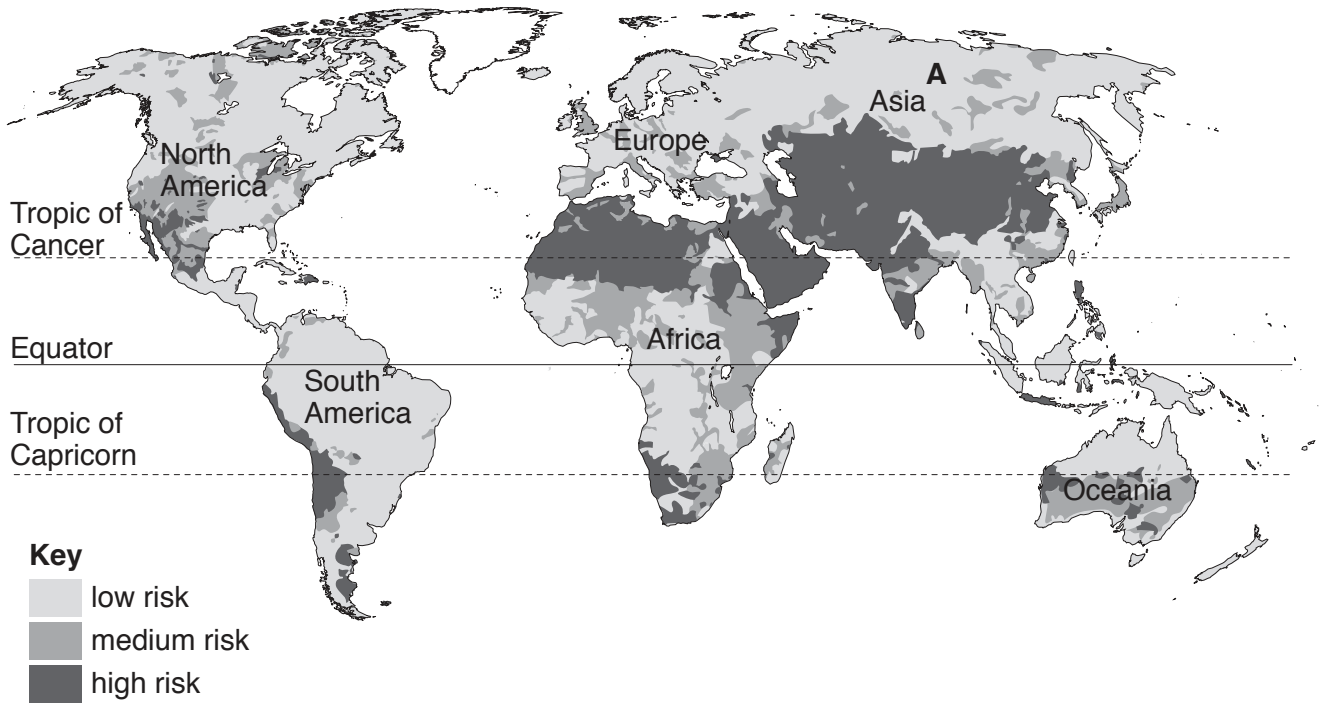 A
Asia
Europe
North
America
Tropic of
Cancer
Africa
Equator
South
America
Tropic of
Capricorn
Oceania
Key
low risk
medium risk
high risk